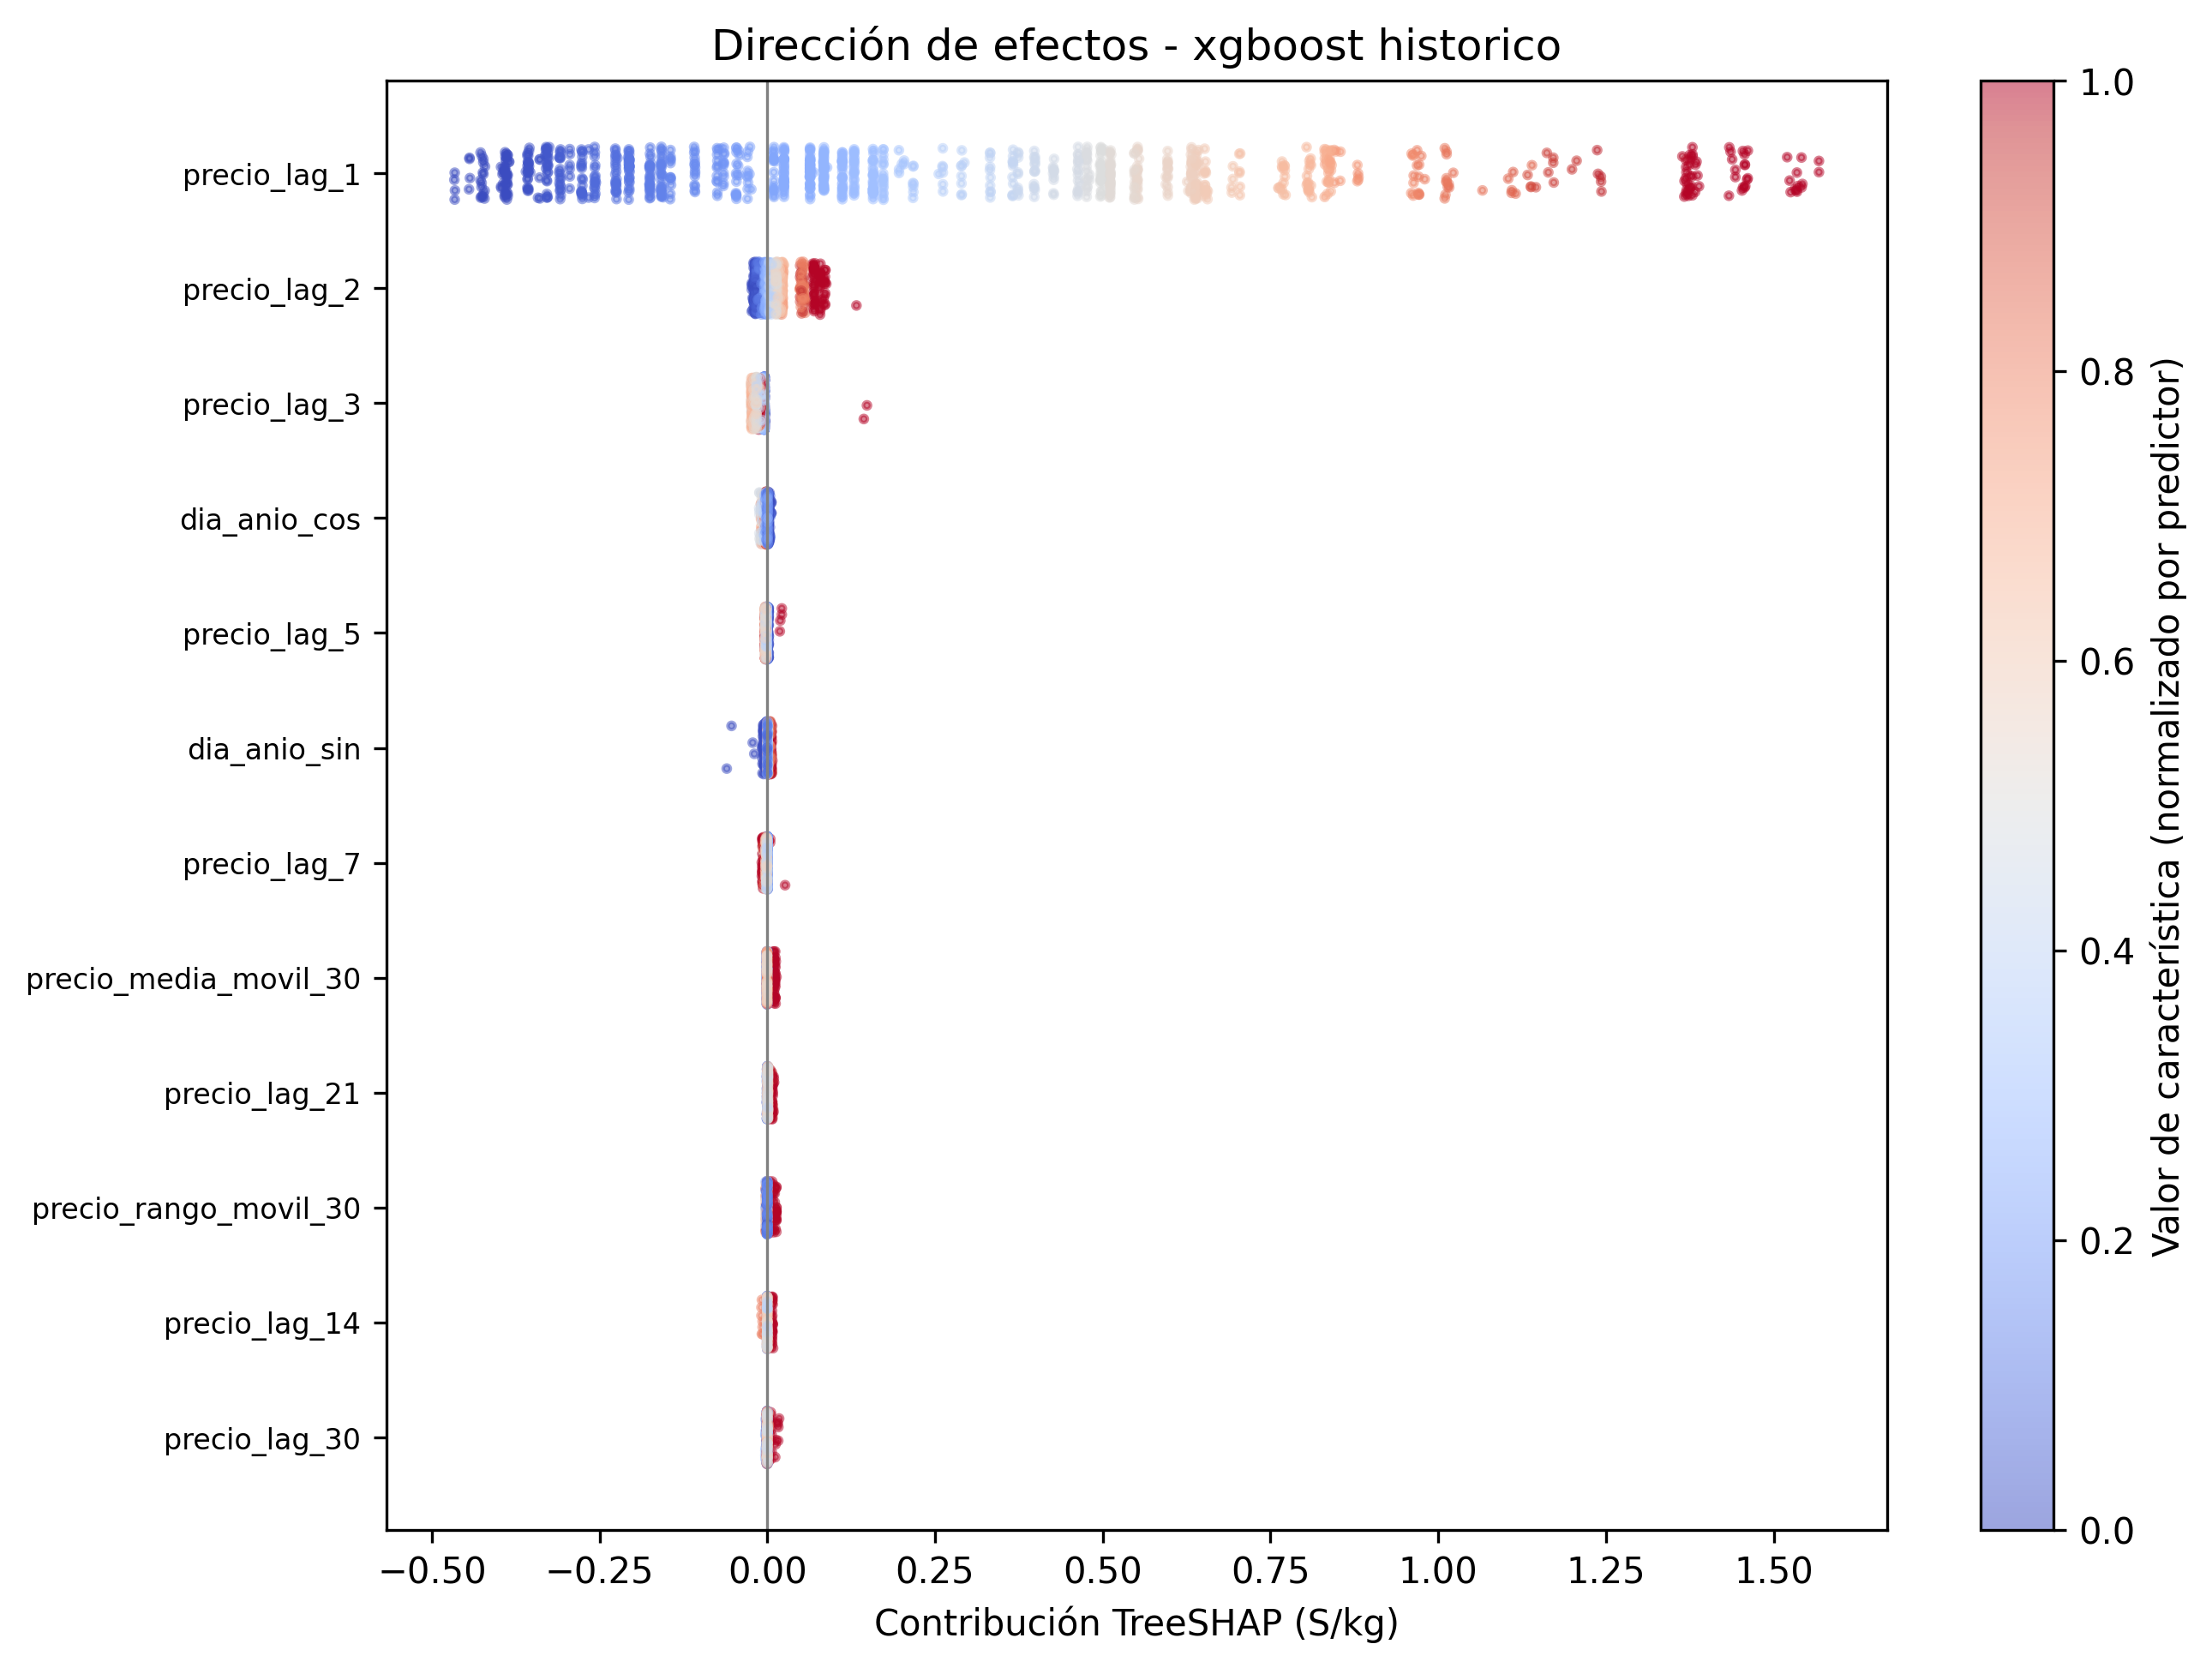 Dirección de efectos - xgboost historico
precio_lag_1
precio_lag_2
precio_lag_3
dia_anio_cos
precio_lag_5
dia_anio_sin
precio_lag_7
precio_media_movil_30
precio_lag_21
precio_rango_movil_30
precio_lag_14
precio_lag_30
−0.50 −0.25 0.00 0.25 0.50 0.75 1.00 1.25 1.50
Contribución TreeSHAP (S/kg)
1.0
0.8
0.6
0.4
0.2
0.0
Valor de característica (normalizado por predictor)